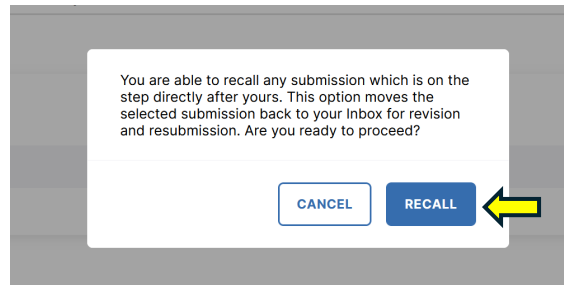 You are able to recall any submission which is on the
step directly after yours. This option moves the
selected submission back to your Inbox for revision
and resubmission. Are you ready to proceed?
CANCEL
RECALL